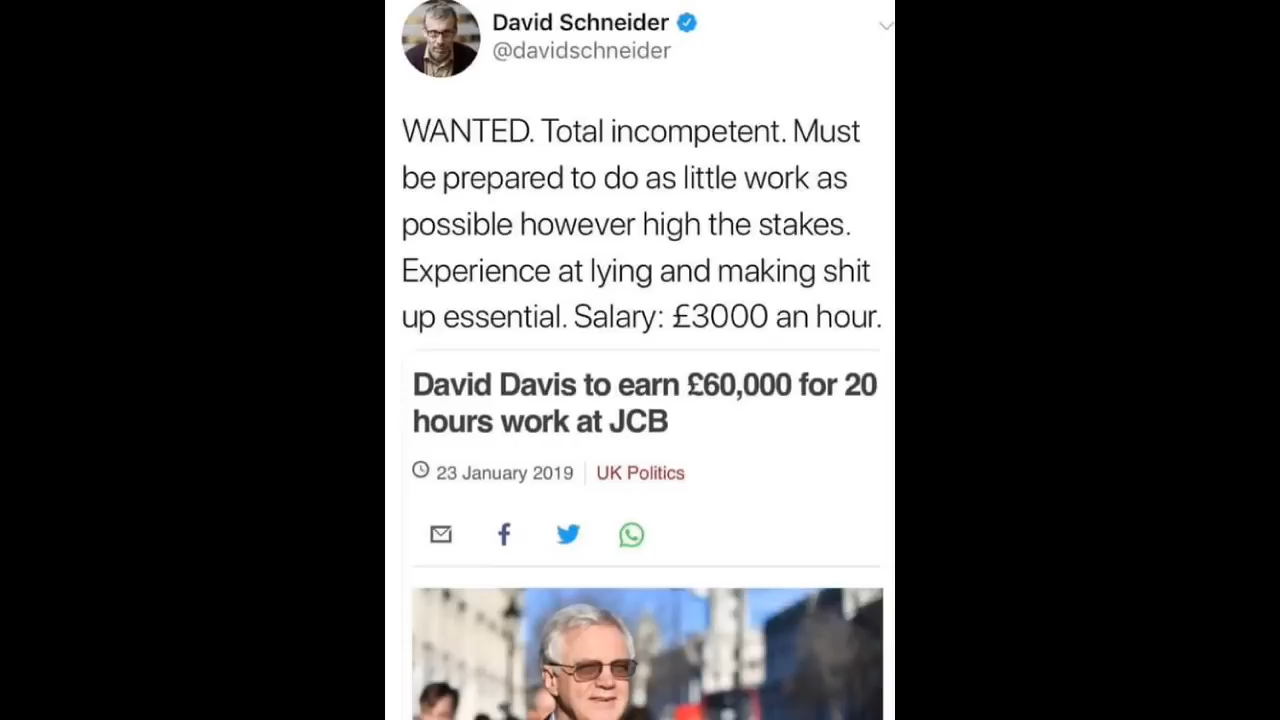 David Schneider
@davidschneider
WANTED. Total incompetent. Must
be prepared to do as little work as
possible however high the stakes.
Experience at lying and making shit
up essential. Salary: £3000 an hour.
David Davis to earn £60,000 for 20
hours work at JCB
23 January 2019 UK Politics